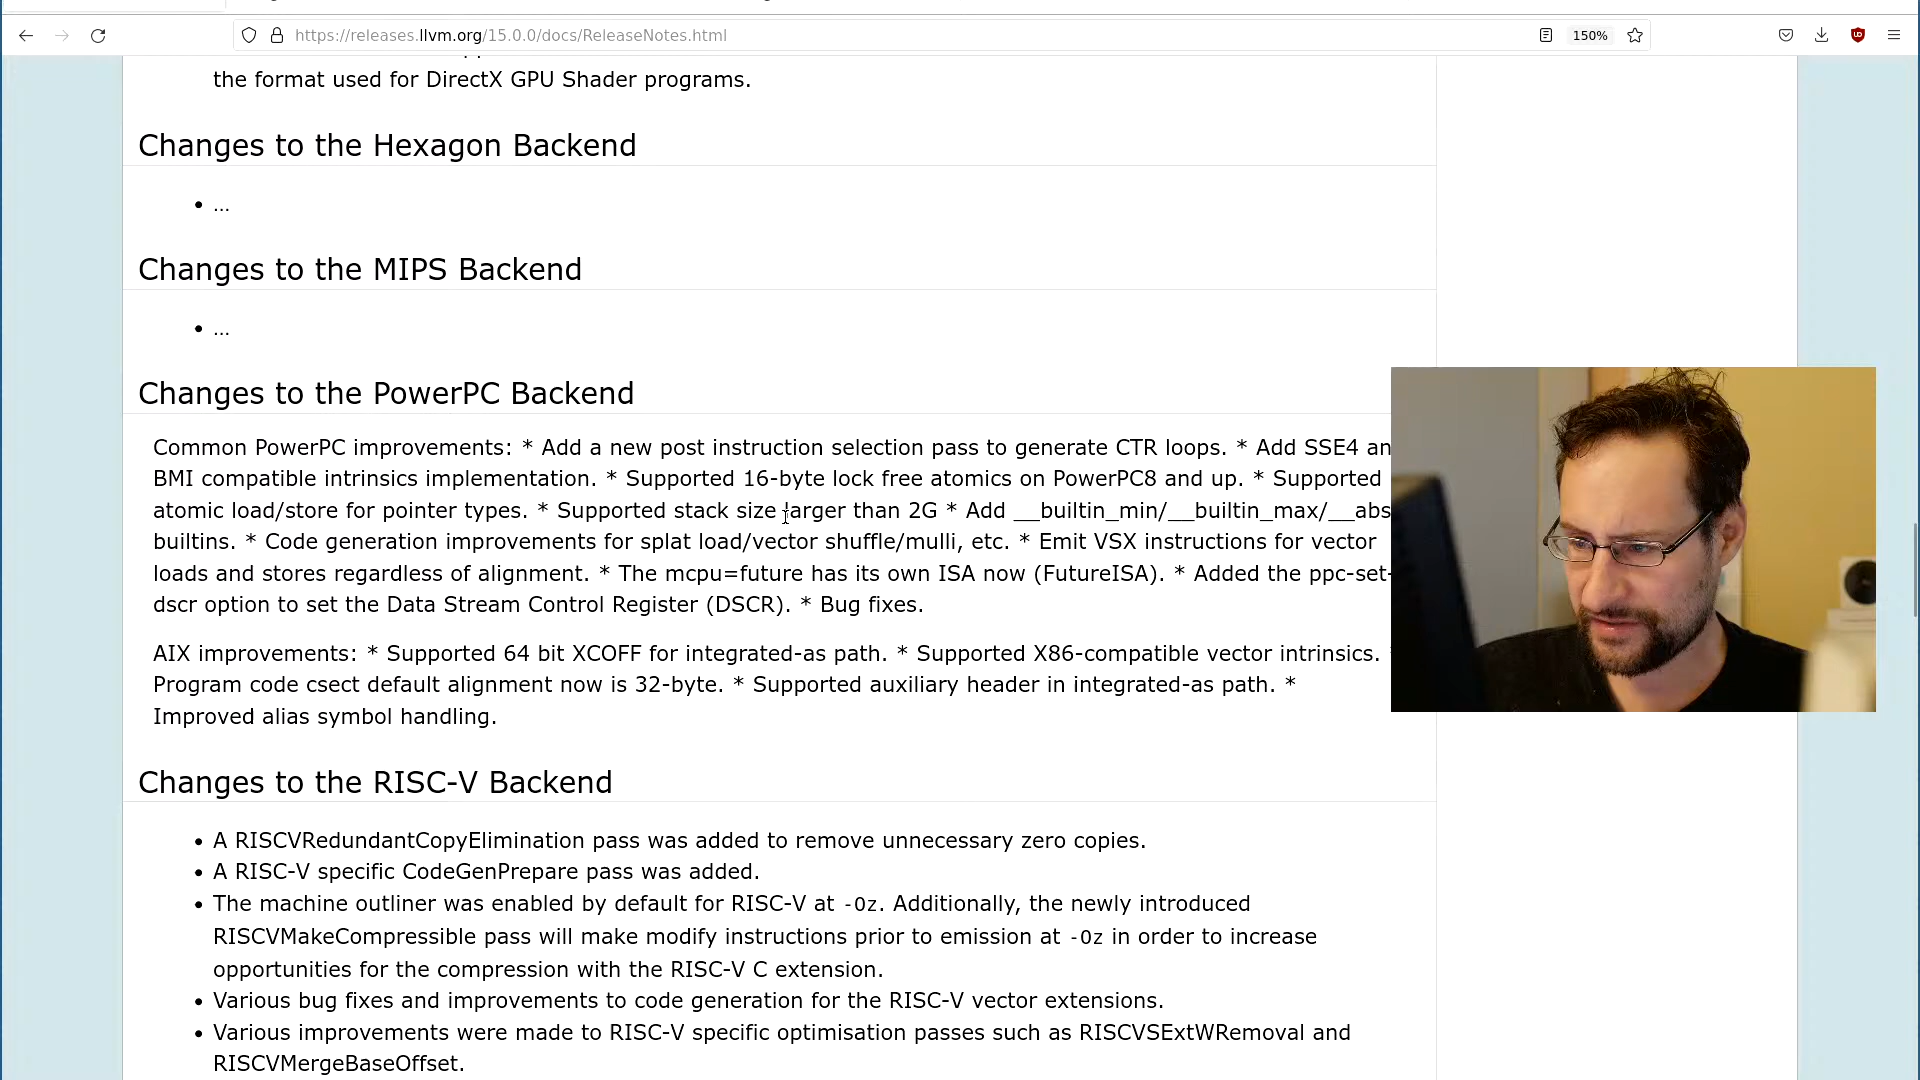 https://releases.llvm.org/15.0.0/docs/ReleaseNotes.html
150%
the format used for DirectX GPU Shader programs.
Changes to the Hexagon Backend
• ...
Changes to the MIPS Backend
• ...
Changes to the PowerPC Backend
Common PowerPC improvements: * Add a new post instruction selection pass to generate CTR loops. * Add SSE4
BMI compatible intrinsics implementation. * Supported 16-byte lock free atomics on PowerPC8 and up. * Supported
atomic load/store for pointer types. * Supported stack size larger than 2G * Add __builtin_min/__builtin_max/__abs
builtins. * Code generation improvements for splat load/vector shuffle/mulli, etc. * Emit VSX instructions for vector
loads and stores regardless of alignment. * The mcpu=future has its own ISA now (FutureISA). * Added the ppc-set-
dscr option to set the Data Stream Control Register (DSCR). * Bug fixes.
AIX improvements: * Supported 64 bit XCOFF for integrated-as path. * Supported X86-compatible vector intrinsics. *
Program code csect default alignment now is 32-byte. * Supported auxiliary header in integrated-as path. *
Improved alias symbol handling.
Changes to the RISC-V Backend
• A RISCVRedundantCopyElimination pass was added to remove unnecessary zero copies.
• A RISC-V specific CodeGenPrepare pass was added.
• The machine outliner was enabled by default for RISC-V at -Oz. Additionally, the newly introduced
RISCVMakeCompressible pass will make modify instructions prior to emission at -Oz in order to increase
opportunities for the compression with the RISC-V C extension.
• Various bug fixes and improvements to code generation for the RISC-V vector extensions.
• Various improvements were made to RISC-V specific optimisation passes such as RISCVSExtWRemoval and
RISCVMergeBaseOffset.